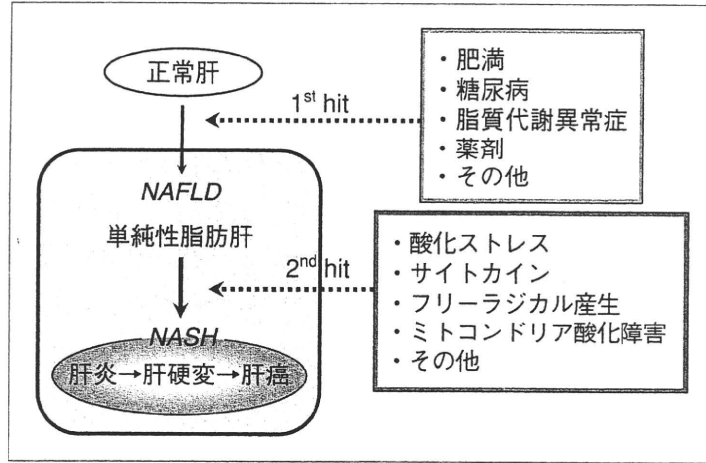 正常肝
1st hit
・肥満
・糖尿病
・脂質代謝異常症
・薬剤
・その他
NAFLD
単純性脂肪肝
2nd hit
・酸化ストレス
・サイトカイン
・フリーラジカル産生
・ミトコンドリア酸化障害
・その他
NASH
肝炎→肝硬変→肝癌